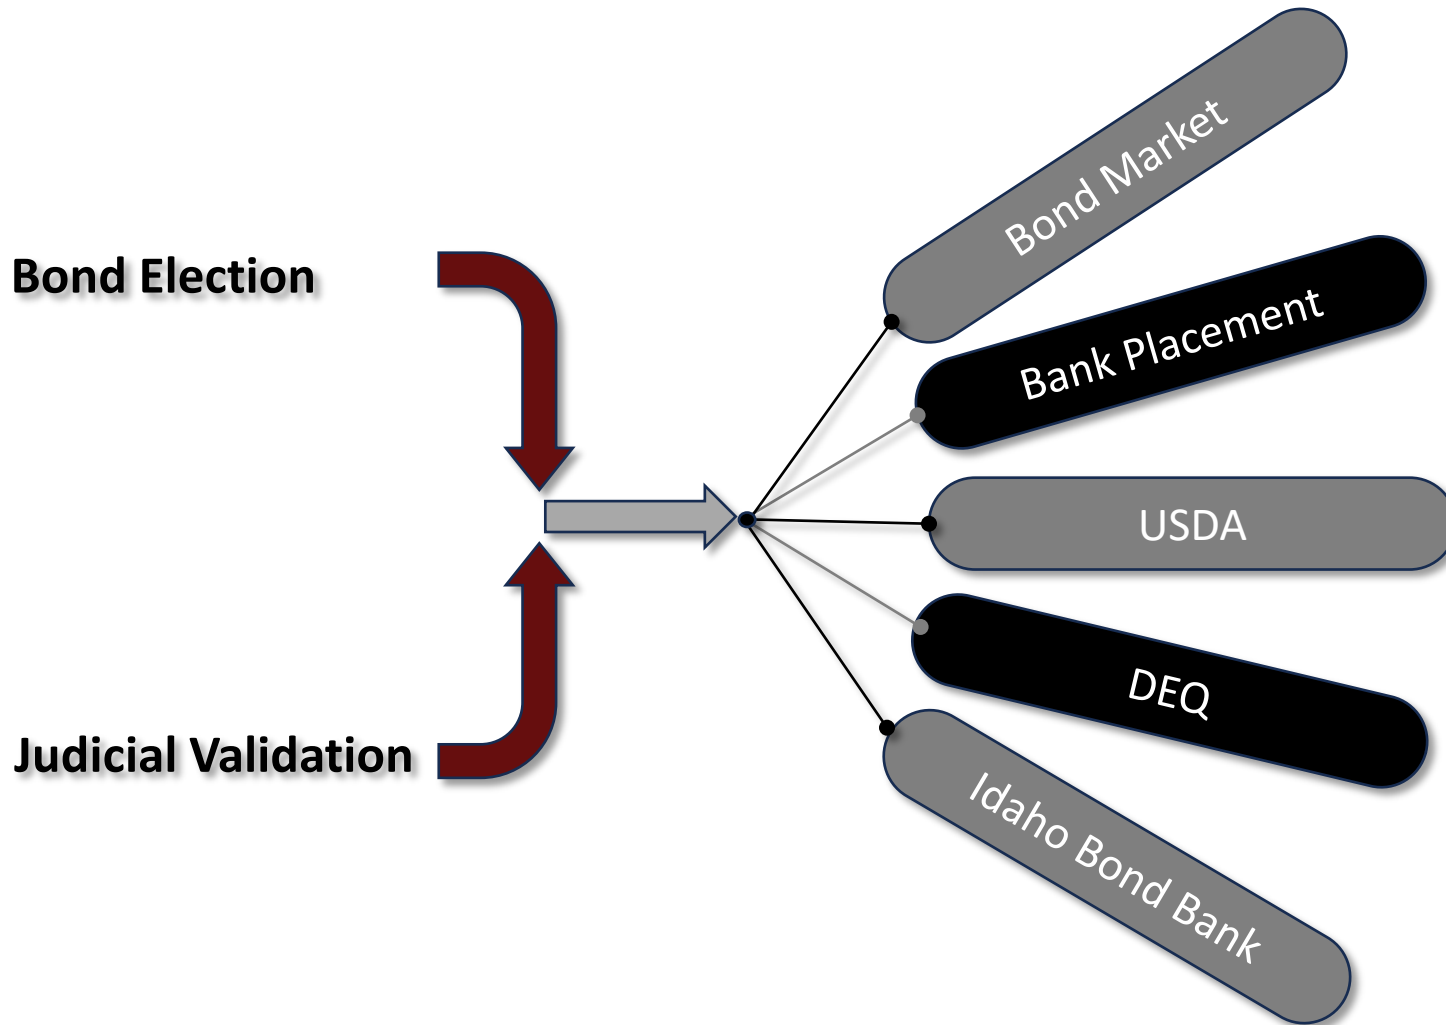 Bond Election
Judicial Validation
Bond Market
Bank Placement
USDA
DEQ
Idaho Bond Bank